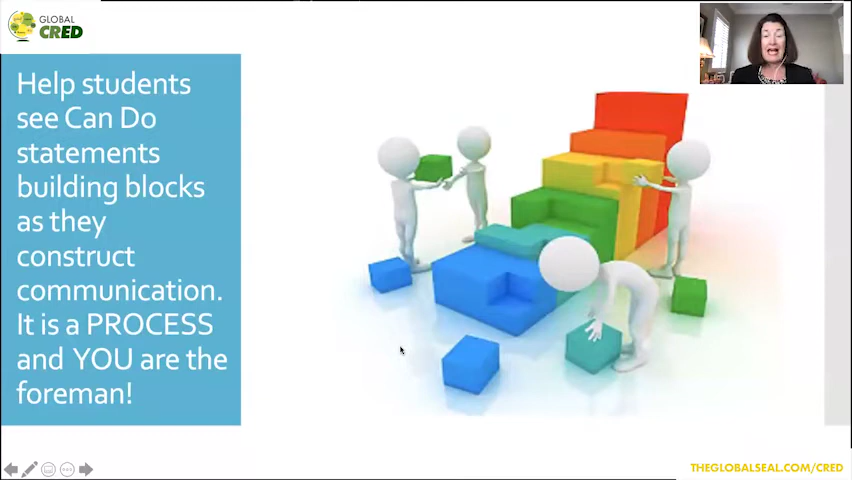 GLOBAL
CRED
Help students
see Can Do
statements
building blocks
as they
construct
communication.
It is a PROCESS
and YOU are the
foreman!
THEGLOBALSEAL.COM/CRED